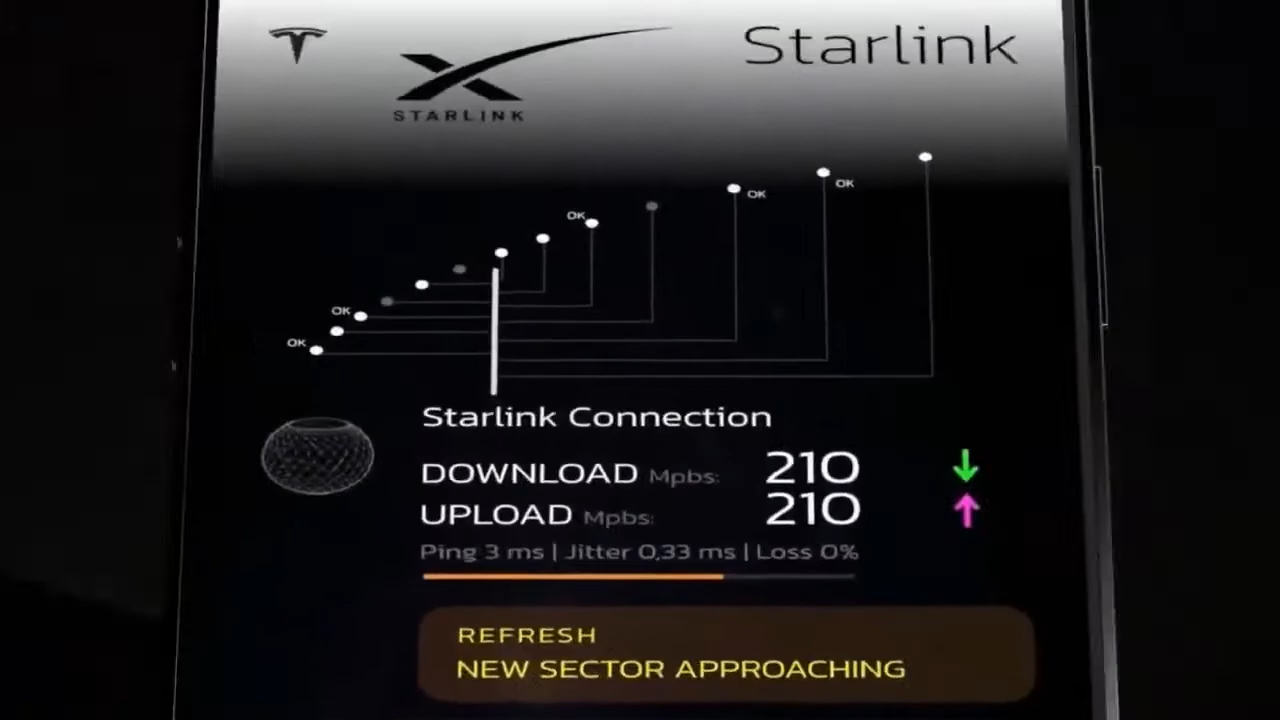 Starlink
STARLINK
OK
OK
OK
OK
OK
Starlink Connection
DOWNLOAD Mpbs: 210
UPLOAD Mpbs: 210
Ping 3 ms | Jitter 0,33 ms | Loss 0%
REFRESH
NEW SECTOR APPROACHING